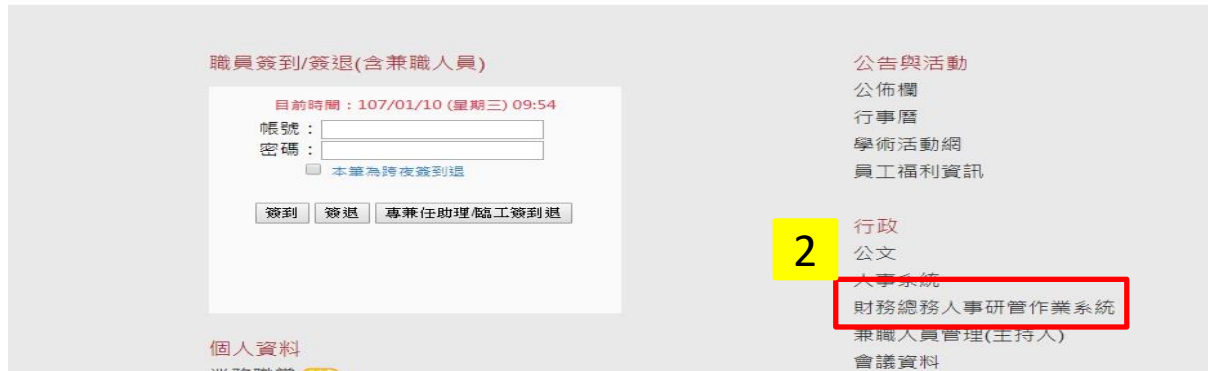 職員簽到/簽退(含兼職人員)
目前時間：107/01/10 (星期三) 09:54
帳號：
密碼：
本筆為跨夜簽到退
簽到 簽退 專兼任助理/臨工簽到退
個人資料
公告與活動
公佈欄
行事曆
學術活動網
員工福利資訊
行政
2
公文
人事系統
財務總務人事研管作業系統
兼職人員管理(主持人)
會議資料